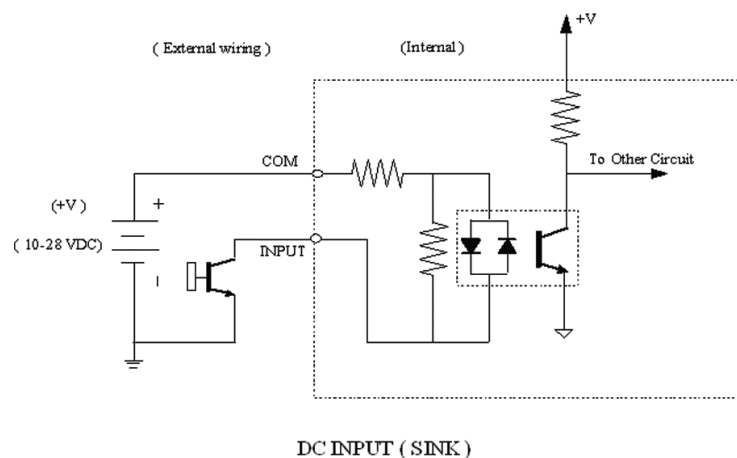 +V
( External wiring )
(Internal )
COM
To Other Circuit
(+V )
+
( 10-28 VDC)
INPUT
–
DC INPUT ( SINK )